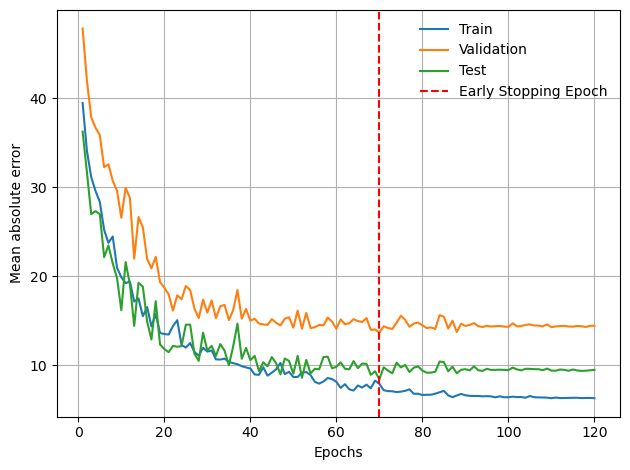 Train
Validation
Test
Early Stopping Epoch
Mean absolute error
40
30
20
10
0 20 40 60 80 100 120
Epochs